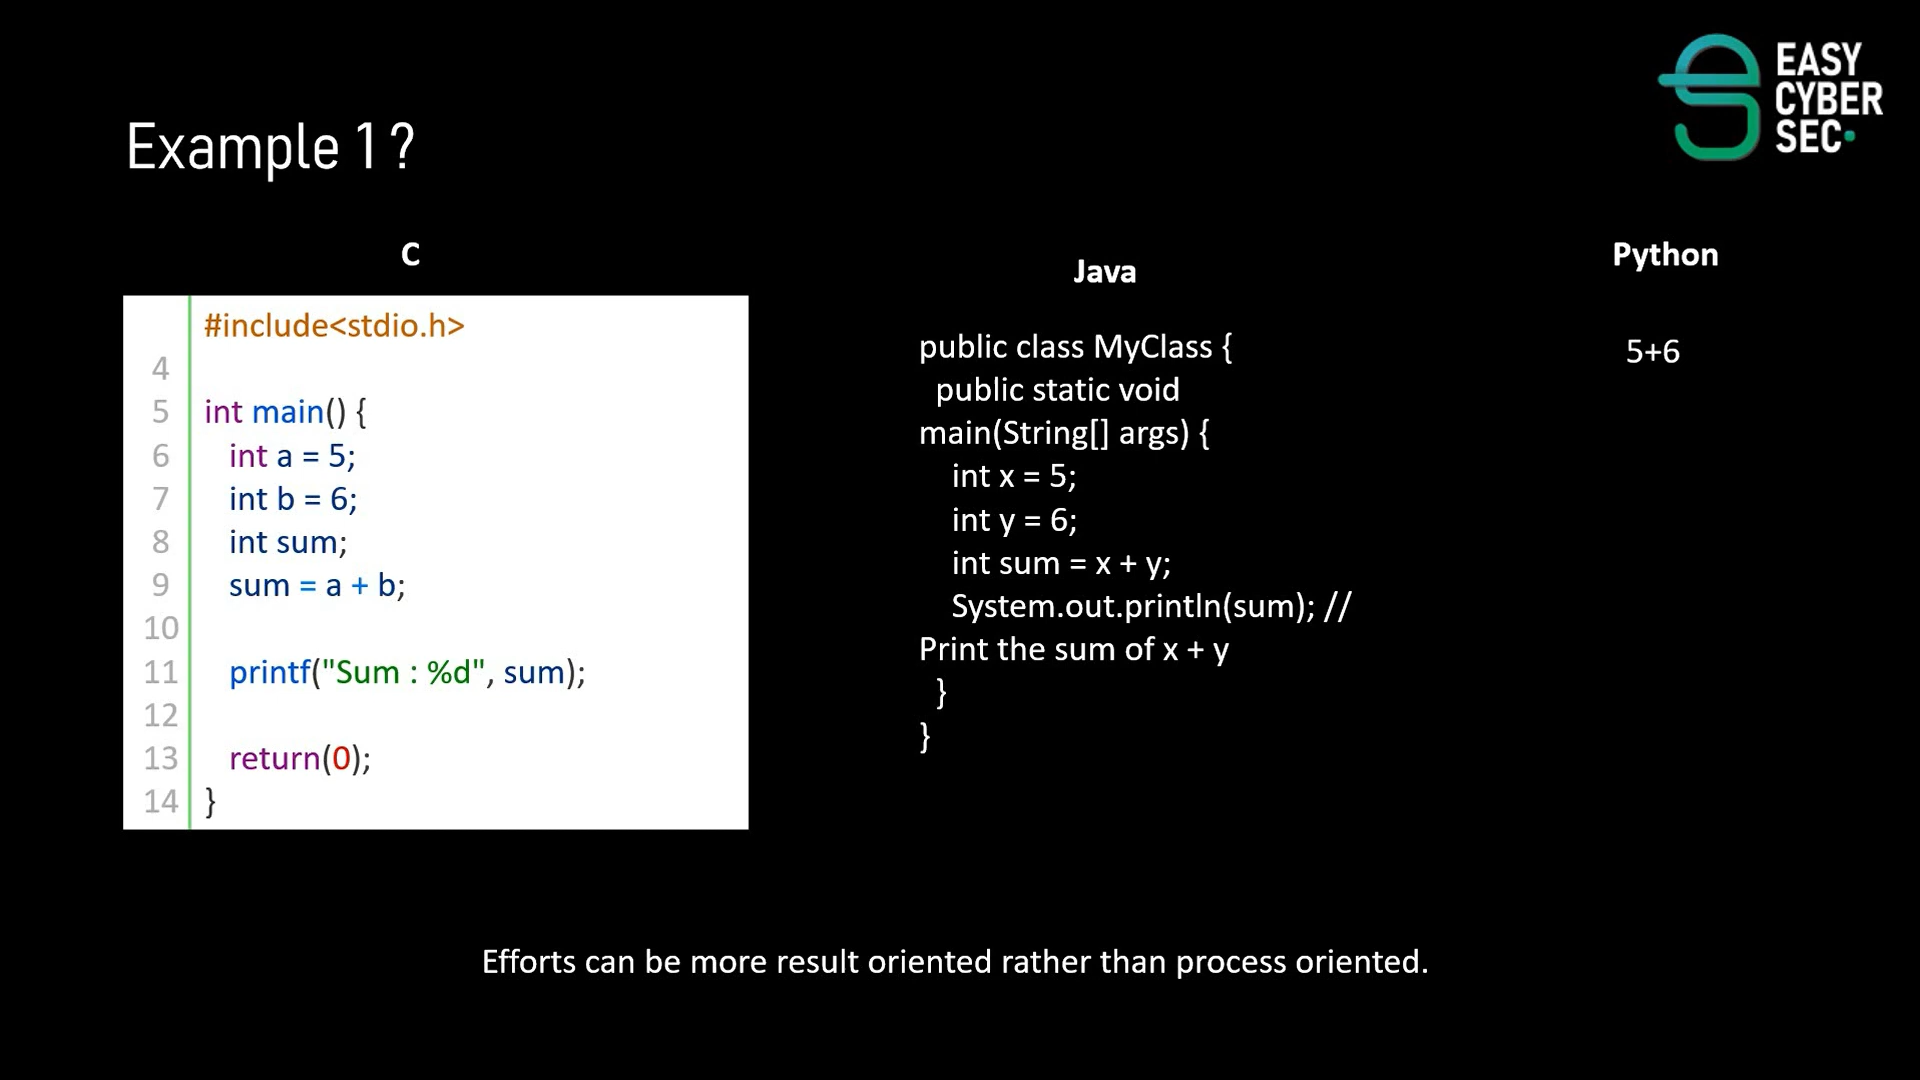 EASY
CYBER
SEC
Example 1?
C
#include<stdio.h>
4
5 int main() {
6 int a = 5;
7 int b = 6;
8 int sum;
9 sum = a + b;
10
11 printf("Sum : %d", sum);
12
13 return(0);
14 }
Java
public class MyClass {
public static void
main(String[] args) {
int x = 5;
int y = 6;
int sum = x + y;
System.out.println(sum); //
Print the sum of x + y
}
}
Python
5+6
Efforts can be more result oriented rather than process oriented.